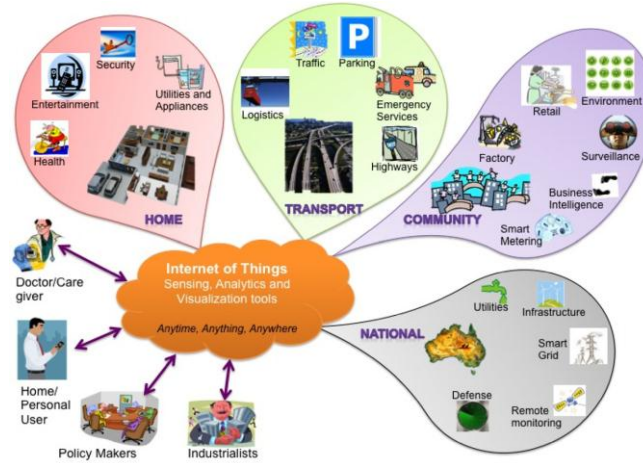 Security
Entertainment
Utilities and
Appliances
Health
HOME
Traffic
P
Parking
Logistics
Emergency
Services
Highways
TRANSPORT
Retail
Environment
Factory
Surveillance
Business
Intelligence
COMMUNITY
Smart
Metering
Internet of Things
Sensing, Analytics and
Visualization tools
Anytime, Anything, Anywhere
Doctor/Care
giver
Home/
Personal
User
Policy Makers
Industrialists
NATIONAL
Utilities
Infrastructure
Smart
Grid
Defense
Remote
monitoring